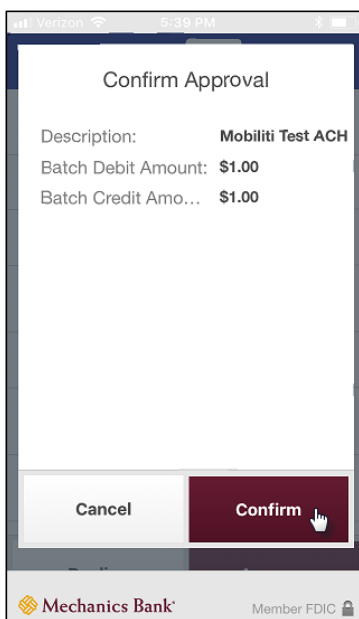 Verizon 5:39 PM
Confirm Approval
Description: Mobiliti Test ACH
Batch Debit Amount: $1.00
Batch Credit Amo... $1.00
Cancel Confirm
Mechanics Bank
Member FDIC